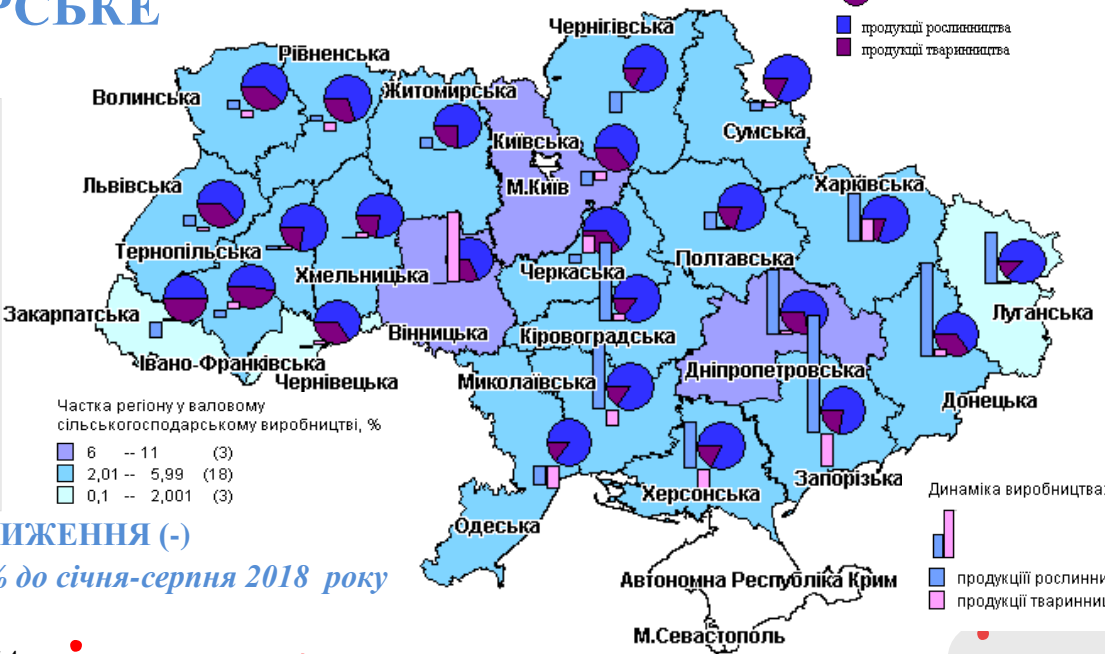 РСЬКЕ
продукції рослинництва
продукції тваринництва
Чернігівська
Рівненська
Волинська
Житомирська
Київська
Сумська
М.Київ
Львівська
Харківська
Тернопільська
Хмельницька
Черкаська
Полтавська
Закарпатська
Вінницька
Кіровоградська
Луганська
Івано-Франківська
Чернівецька
Миколаївська
Дніпропетровська
Донецька
Запорізька
Херсонська
Одеська
Автономна Республіка Крим
М.Севастополь
Частка регіону у валовому
сільськогосподарському виробництві, %
6 -- 11 (3)
2,01 -- 5,99 (18)
0,1 -- 2,001 (3)
Динаміка виробництва:
продукціїї рослинни
продукції тваринниц
ИЖЕННЯ (-)
% до січня-серпня 2018 року